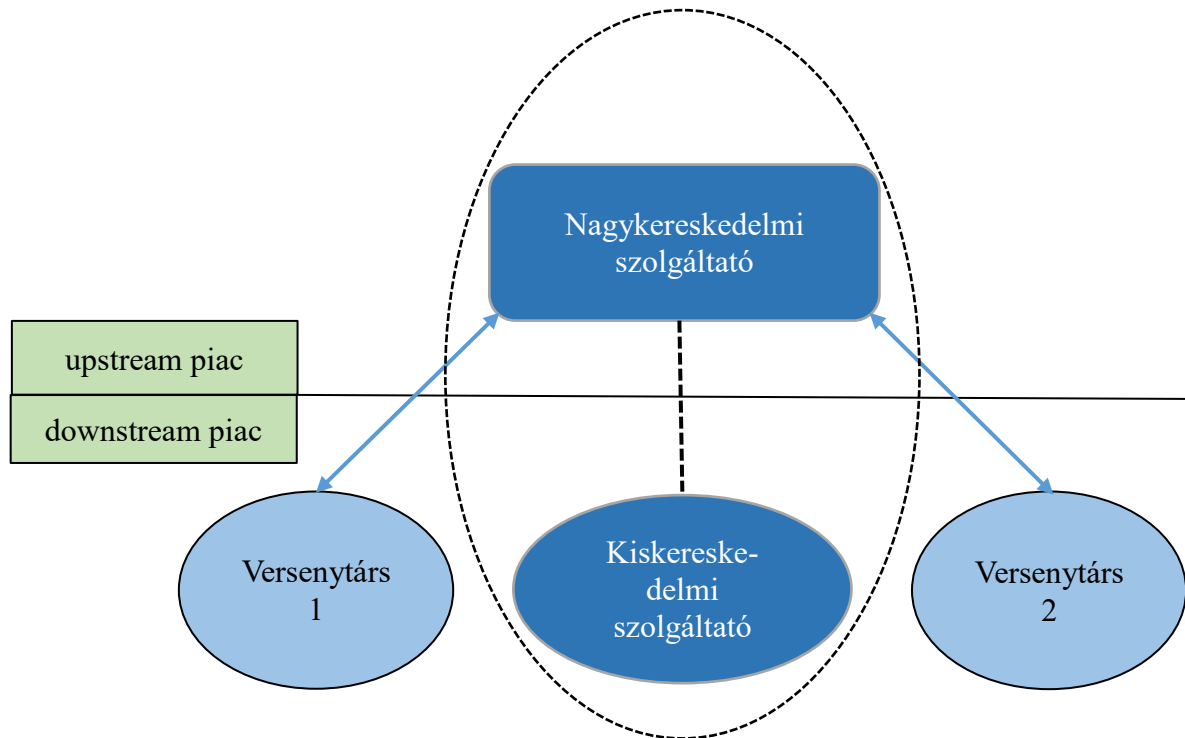 Nagykereskedelmi
szolgáltató
upstream piac
downstream piac
Versenytárs
1
Kiskereske-
delmi
szolgáltató
Versenytárs
2